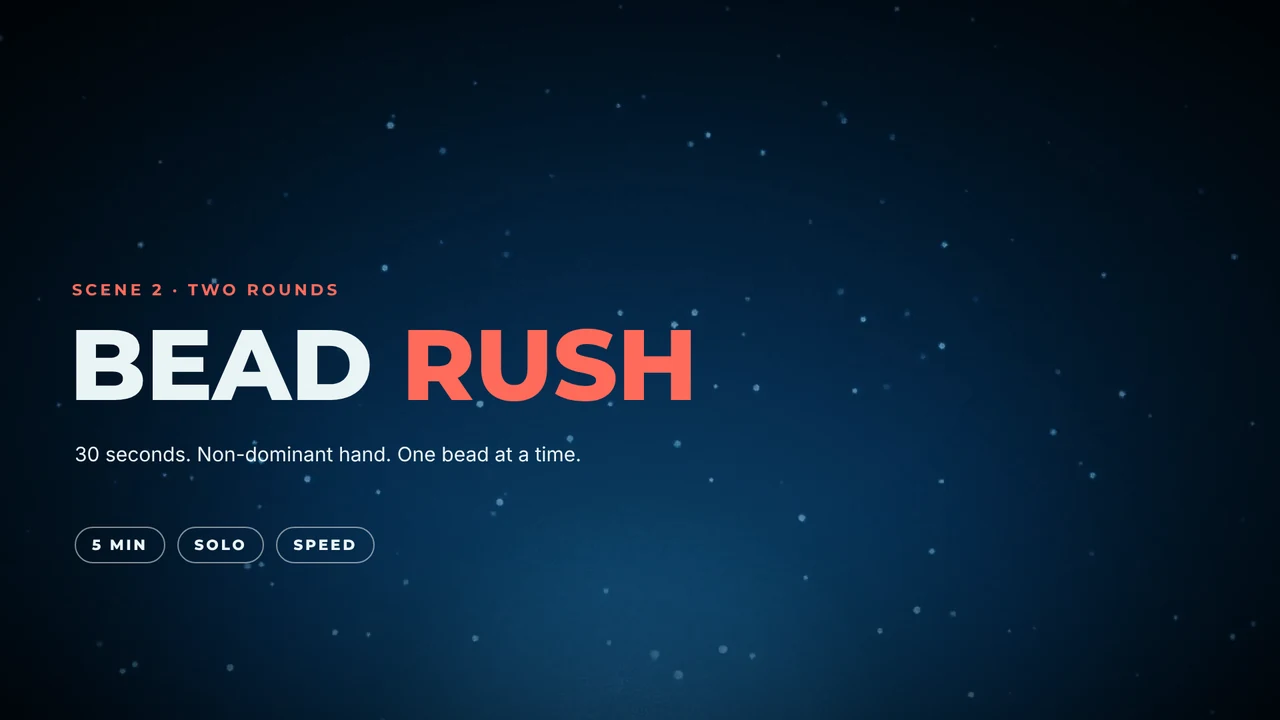 SCENE 2 · TWO ROUNDS
BEAD RUSH
30 seconds. Non-dominant hand. One bead at a time.
5 MIN SOLO SPEED